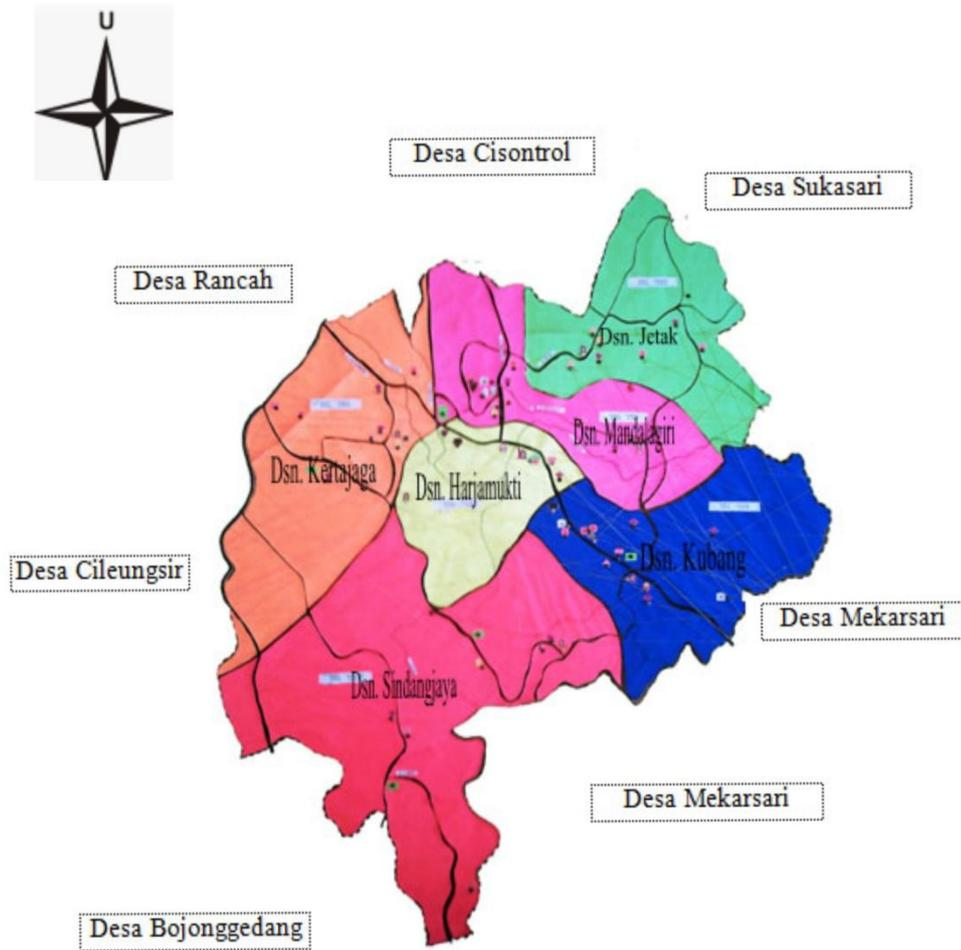 U
Desa Cisontrol
Desa Sukasari
Desa Rancah
Dsn. Jetak
Dsn. Mandalagiri
Dsn. Kertajaga
Dsn. Harjamukti
Dsn. Kubang
Desa Cileungsir
Desa Mekarsari
Dsn. Sindangjaya
Desa Mekarsari
Desa Bojonggedang